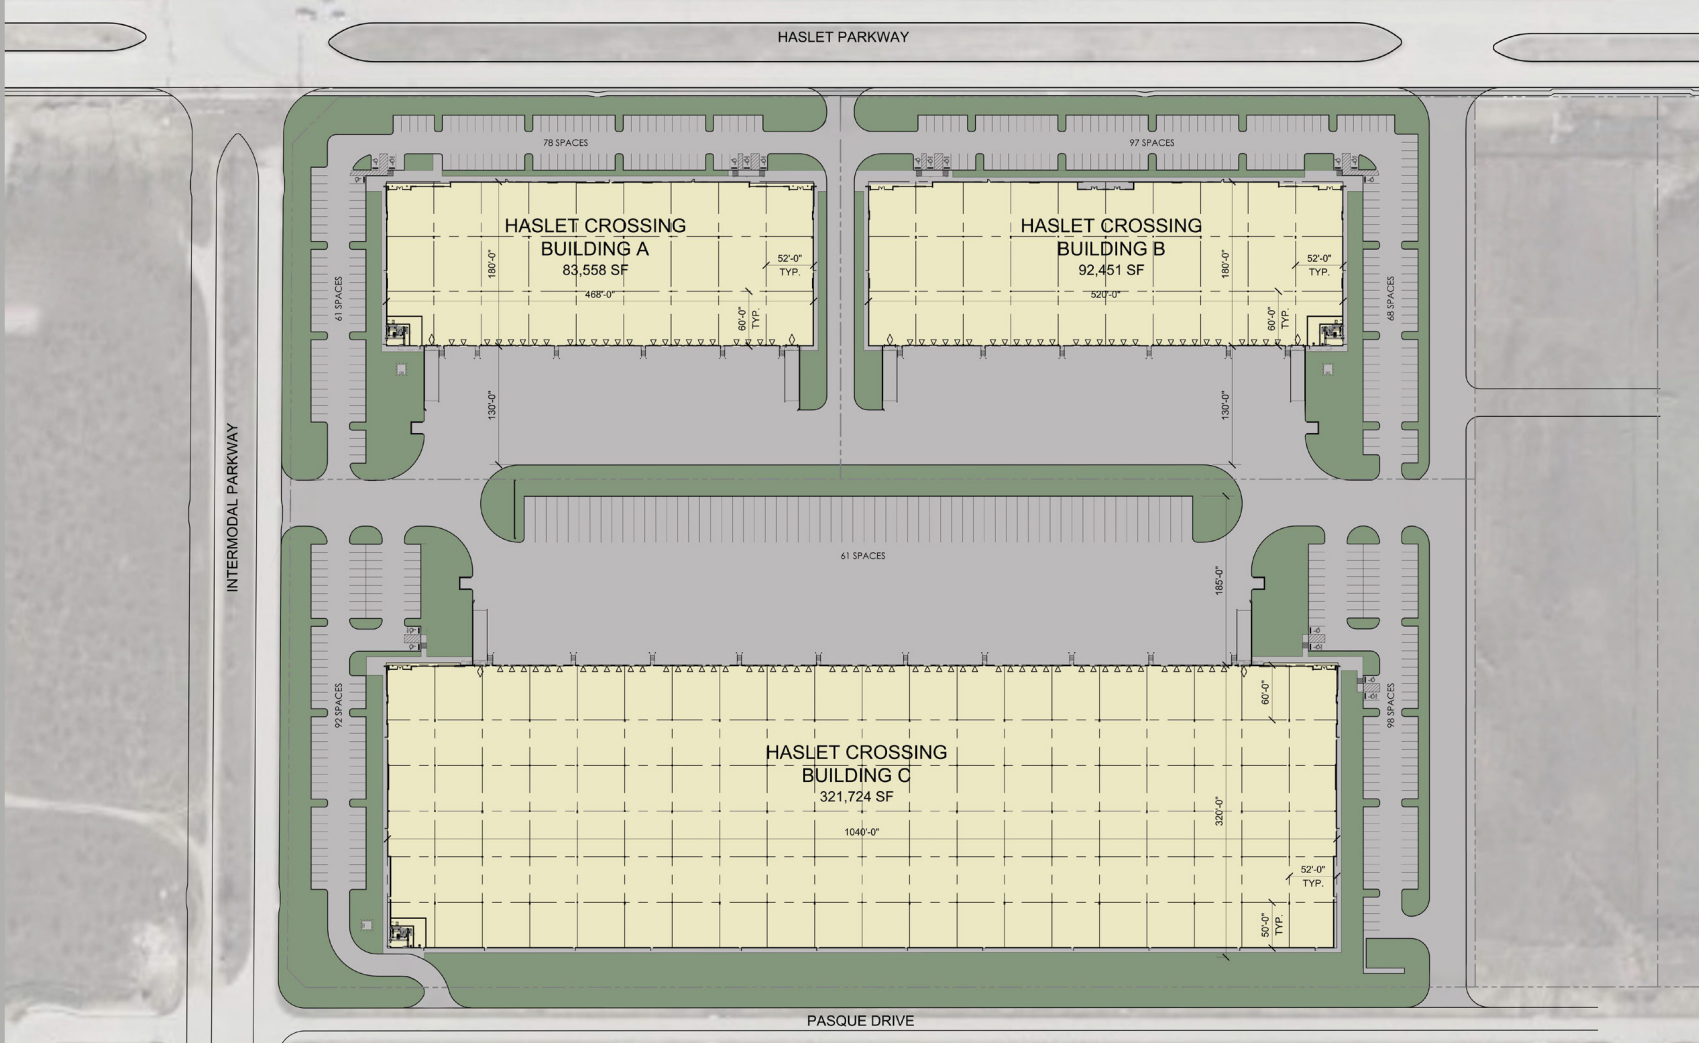 HASLET PARKWAY
78 SPACES
97 SPACES
HASLET CROSSING
BUILDING A
83,558 SF
180'-0"
52'-0"
TYP.
468'-0"
60'-0"
TYP.
HASLET CROSSING
BUILDING B
92,451 SF
180'-0"
52'-0"
TYP.
520'-0"
60'-0"
TYP.
61 SPACES
68 SPACES
130'-0"
130'-0"
INTERMODAL PARKWAY
61 SPACES
185'-0"
92 SPACES
98 SPACES
60'-0"
HASLET CROSSING
BUILDING C
321,724 SF
320'-0"
1040'-0"
52'-0"
TYP.
50'-0"
TYP.
PASQUE DRIVE